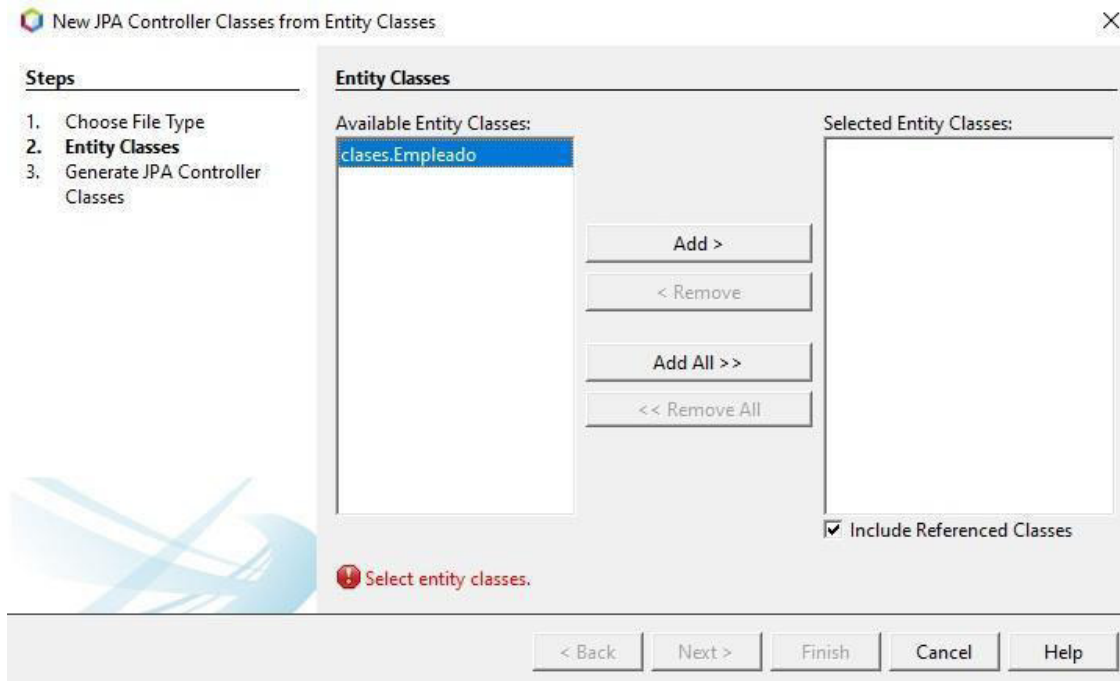 New JPA Controller Classes from Entity Classes
Steps
1. Choose File Type
2. Entity Classes
3. Generate JPA Controller
Classes
Entity Classes
Available Entity Classes:
clases.Empleado
Add >
< Remove
Add All >>
<< Remove All
Selected Entity Classes:
Include Referenced Classes
Select entity classes.
< Back
Next >
Finish
Cancel
Help